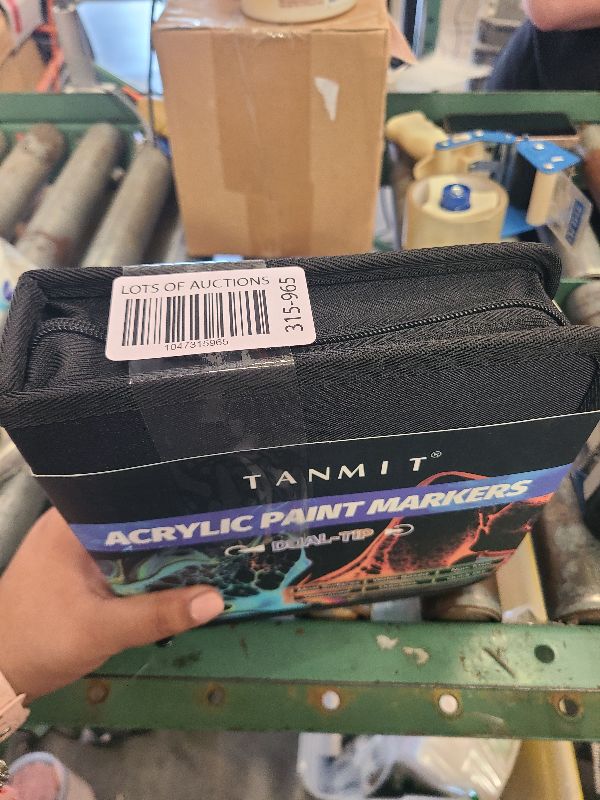 LOTS OF AUCTIONS
1047315965
315-965
TANMIT®
ACRYLIC PAINT MARKERS
DUAL-TIP